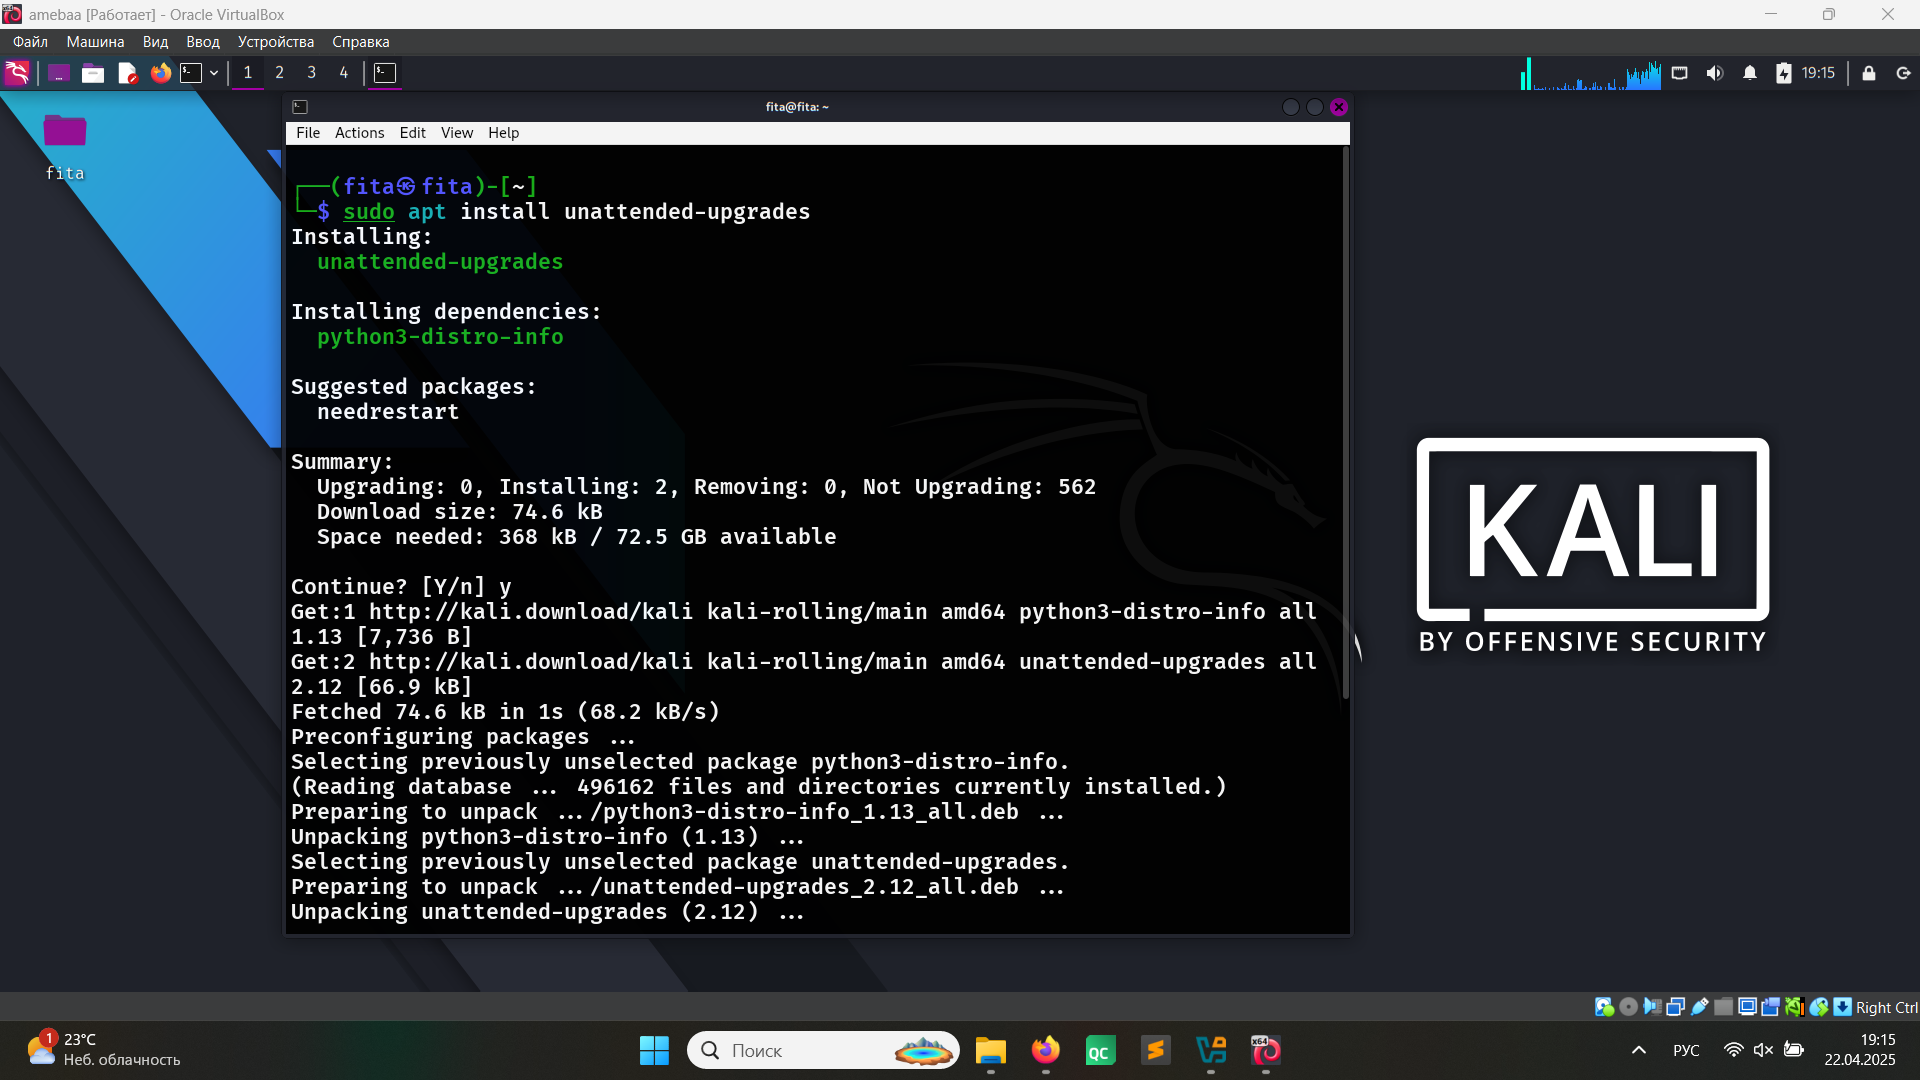 amebaa [Работает] - Oracle VirtualBox
Файл Машина Вид Ввод Устройства Справка
1 2 3 4
19:15
fita@fita: ~
File Actions Edit View Help
fita
┌──(fita㉿fita)-[~]
└─$ sudo apt install unattended-upgrades
Installing:
unattended-upgrades
Installing dependencies:
python3-distro-info
Suggested packages:
needrestart
Summary:
Upgrading: 0, Installing: 2, Removing: 0, Not Upgrading: 562
Download size: 74.6 kB
Space needed: 368 kB / 72.5 GB available
Continue? [Y/n] y
Get:1 http://kali.download/kali kali-rolling/main amd64 python3-distro-info all
1.13 [7,736 B]
Get:2 http://kali.download/kali kali-rolling/main amd64 unattended-upgrades all
2.12 [66.9 kB]
Fetched 74.6 kB in 1s (68.2 kB/s)
Preconfiguring packages ...
Selecting previously unselected package python3-distro-info.
(Reading database ... 496162 files and directories currently installed.)
Preparing to unpack .../python3-distro-info_1.13_all.deb ...
Unpacking python3-distro-info (1.13) ...
Selecting previously unselected package unattended-upgrades.
Preparing to unpack .../unattended-upgrades_2.12_all.deb ...
Unpacking unattended-upgrades (2.12) ...
KALI
BY OFFENSIVE SECURITY
Right Ctrl
1
23°C
Неб. облачность
Поиск
QC
x64
РУС
19:15
22.04.2025